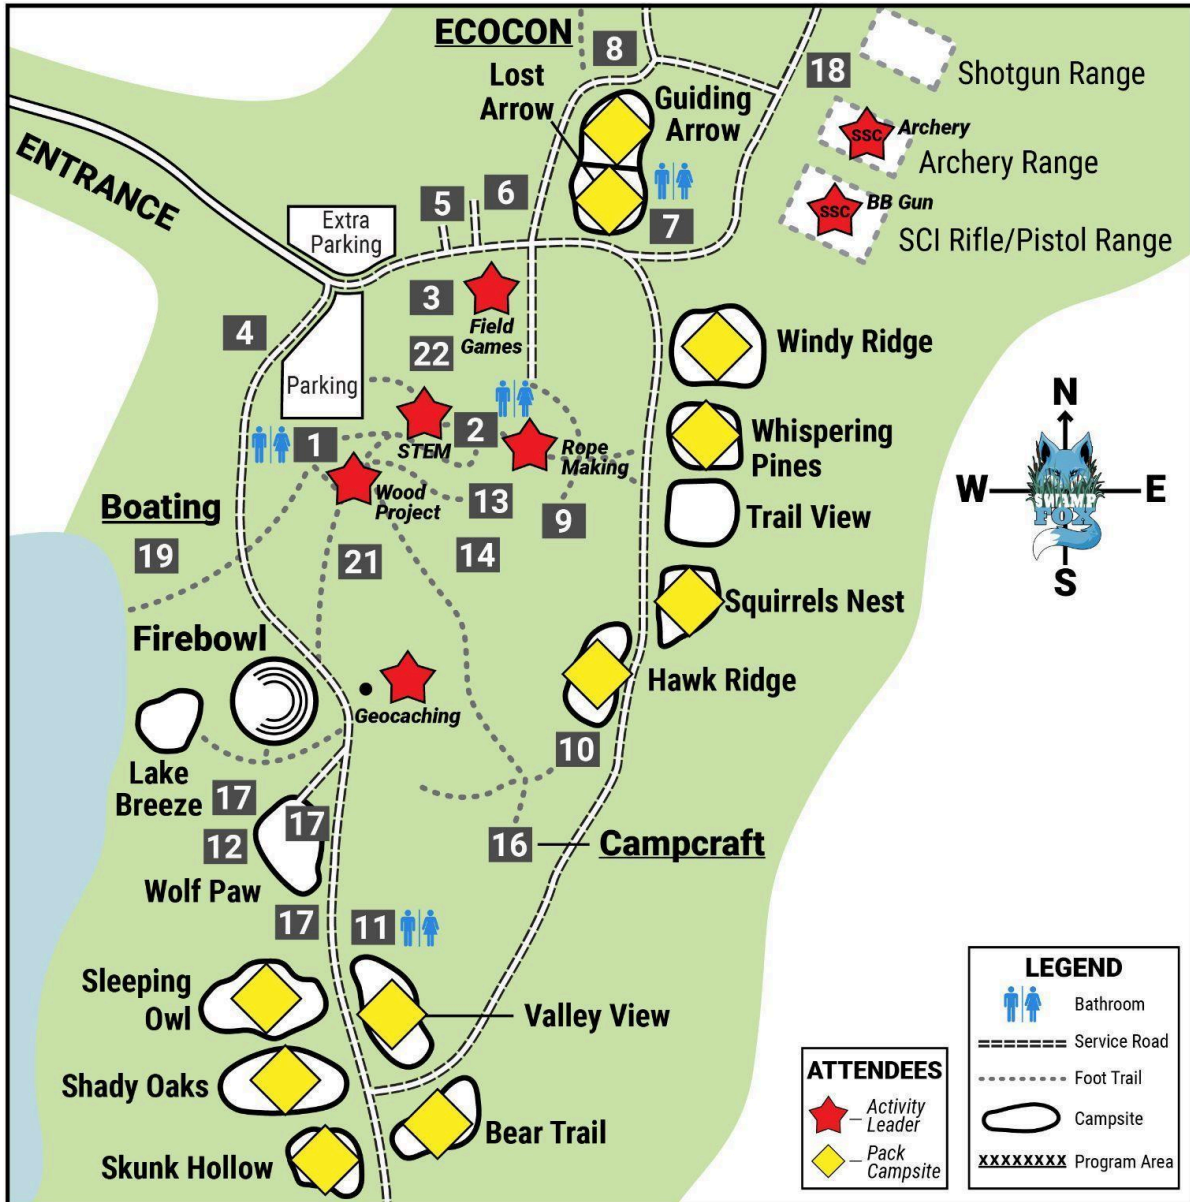 ECOCON
8
Lost
Arrow
Guiding
Arrow
18
Shotgun Range
SSC
Archery
Archery Range
SSC
BB Gun
SCI Rifle/Pistol Range
ENTRANCE
Extra
Parking
5
6
7
3
Field
Games
4
22
Parking
Windy Ridge
1
STEM
2
Rope
Making
Whispering
Pines
Wood
Project
13
9
Trail View
N
W
E
S
SWAMP
FOX
Boating
19
21
14
Squirrels Nest
Firebowl
Hawk Ridge
Geocaching
10
Lake
Breeze
17
17
12
Wolf Paw
16
Campcraft
17
11
Sleeping
Owl
Valley View
Shady Oaks
Bear Trail
Skunk Hollow
ATTENDEES
Activity
Leader
Pack
Campsite
LEGEND
Bathroom
Service Road
Foot Trail
Campsite
XXXXXXXX Program Area